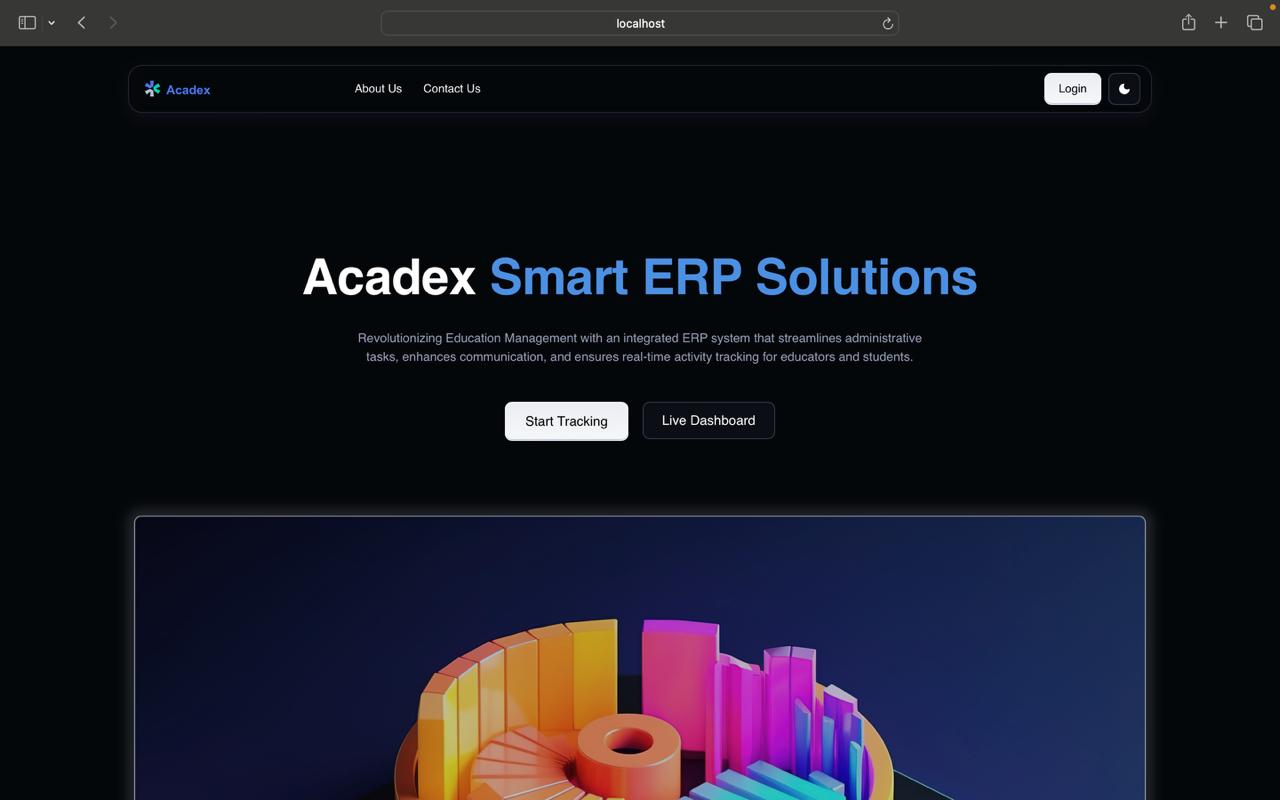 localhost
Acadex
About Us
Contact Us
Login
Acadex Smart ERP Solutions
Revolutionizing Education Management with an integrated ERP system that streamlines administrative
tasks, enhances communication, and ensures real-time activity tracking for educators and students.
Start Tracking
Live Dashboard